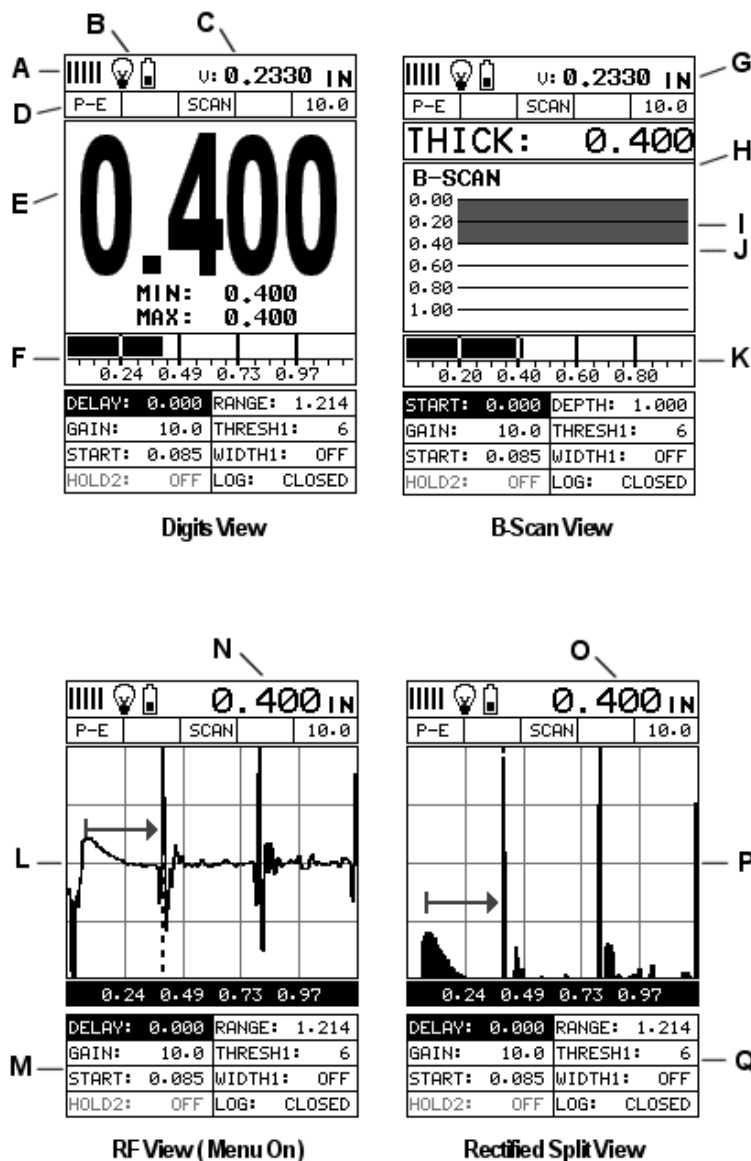 A B C
V: 0.2330 IN
D P-E SCAN 10.0
E 0.400
MIN: 0.400
MAX: 0.400
F
0.24 0.49 0.73 0.97
DELAY: 0.000 RANGE: 1.214
GAIN: 10.0 THRESH1: 6
START: 0.085 WIDTH1: OFF
HOLD2: OFF LOG: CLOSED
Digits View
V: 0.2330 IN G
P-E SCAN 10.0
THICK: 0.400 H
B-SCAN
0.00
0.20 I
0.40 J
0.60
0.80
1.00
K
0.20 0.40 0.60 0.80
START: 0.000 DEPTH: 1.000
GAIN: 10.0 THRESH1: 6
START: 0.085 WIDTH1: OFF
HOLD2: OFF LOG: CLOSED
B-Scan View
N
0.400 IN
P-E SCAN 10.0
L
0.24 0.49 0.73 0.97
DELAY: 0.000 RANGE: 1.214
M GAIN: 10.0 THRESH1: 6
START: 0.085 WIDTH1: OFF
HOLD2: OFF LOG: CLOSED
RF View ( Menu On )
O
0.400 IN
P-E SCAN 10.0
P
0.24 0.49 0.73 0.97
DELAY: 0.000 RANGE: 1.214
GAIN: 10.0 THRESH1: 6 Q
START: 0.085 WIDTH1: OFF
HOLD2: OFF LOG: CLOSED
Rectified Split View